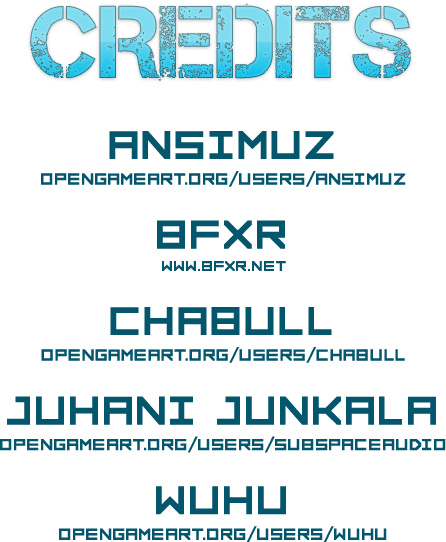 CREDITS
ANSIMUZ
OPENGAMEART.ORG/USERS/ANSIMUZ
BFXR
WWW.BFXR.NET
CHABULL
OPENGAMEART.ORG/USERS/CHABULL
JUHANI JUNKALA
OPENGAMEART.ORG/USERS/SUBSPACEAUDIO
WUHU
OPENGAMEART.ORG/USERS/WUHU